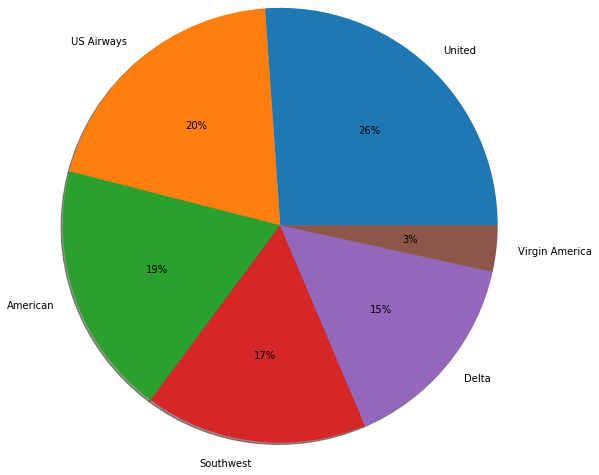 US Airways
United
20%
26%
3%
Virgin America
19%
American
15%
17%
Delta
Southwest